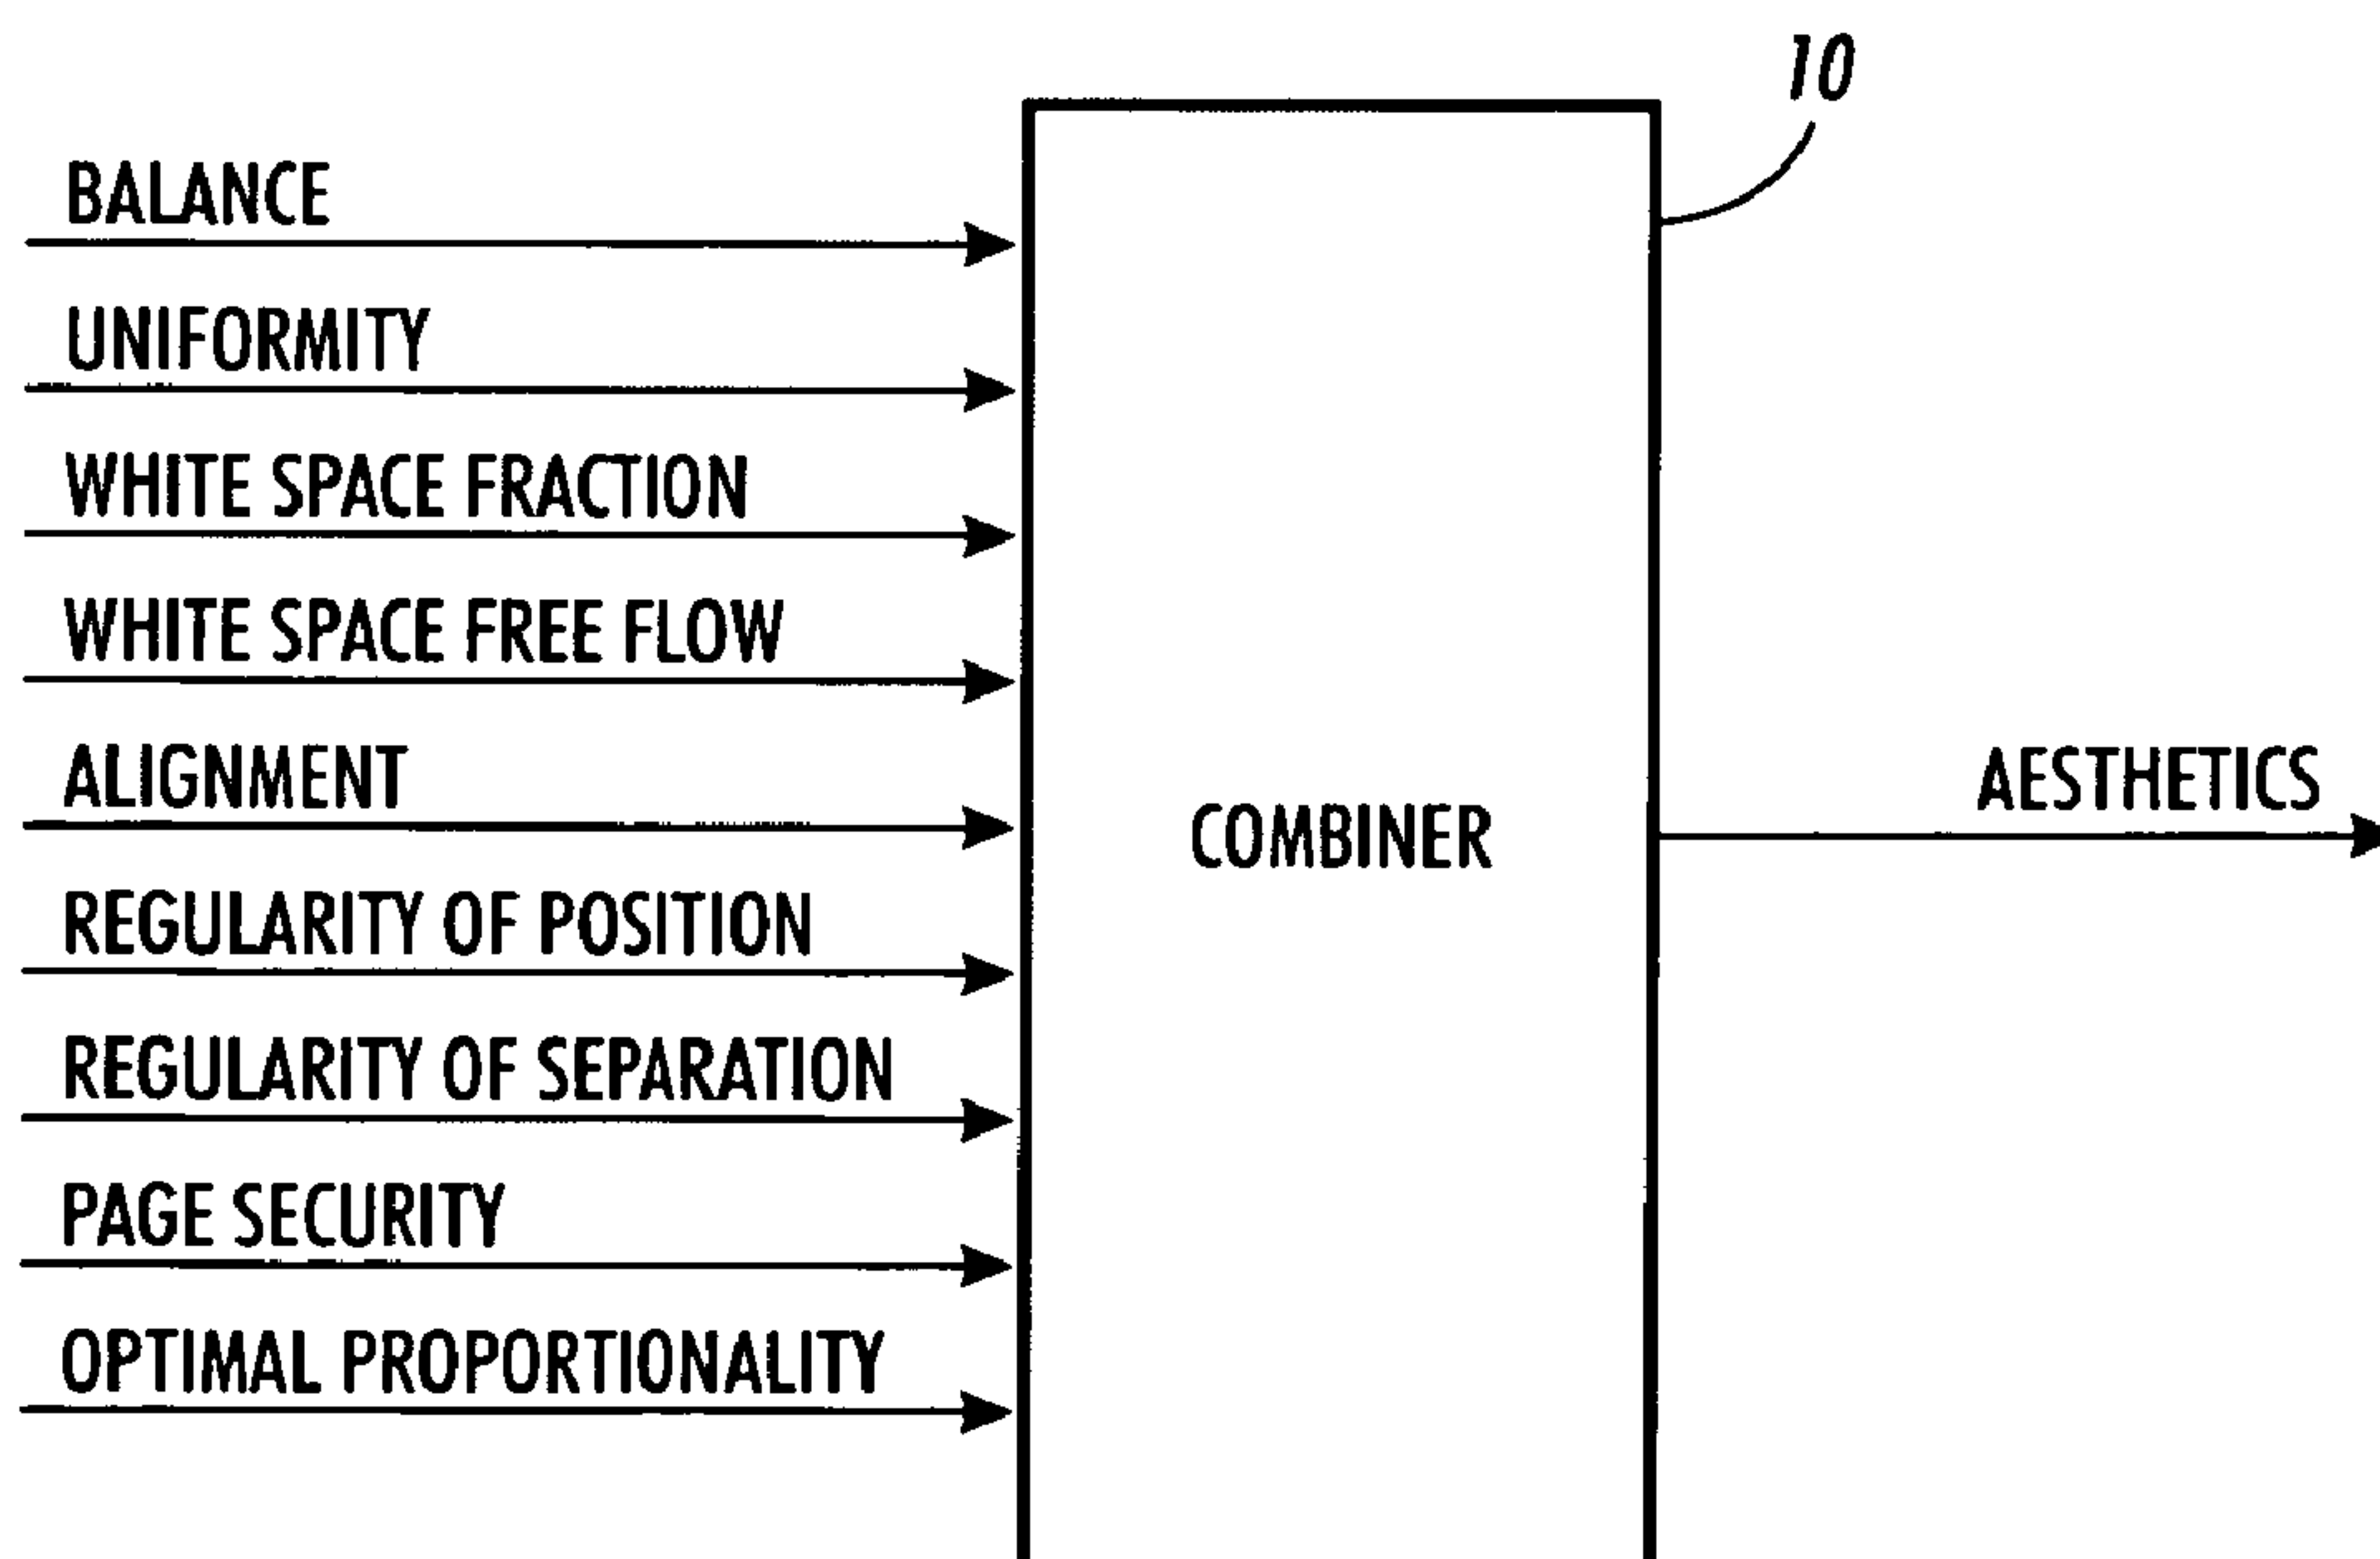 10
BALANCE
UNIFORMITY
WHITE SPACE FRACTION
WHITE SPACE FREE FLOW
ALIGNMENT
REGULARITY OF POSITION
REGULARITY OF SEPARATION
PAGE SECURITY
OPTIMAL PROPORTIONALITY
COMBINER
AESTHETICS